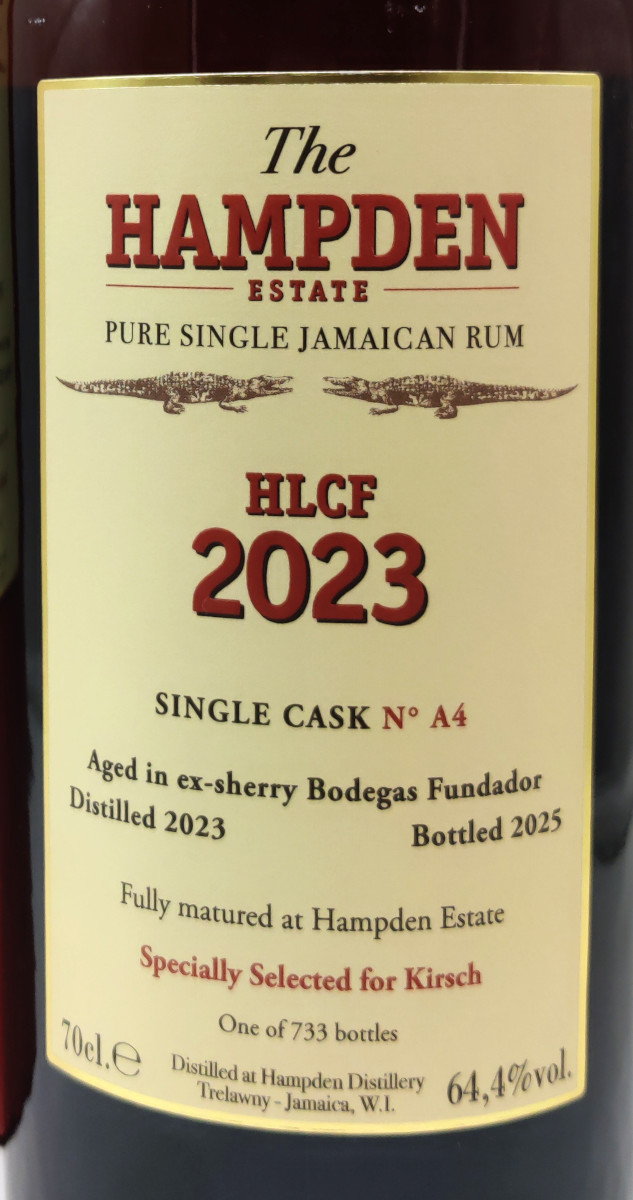 The
HAMPDEN
ESTATE
PURE SINGLE JAMAICAN RUM
HLCF
2023
SINGLE CASK N° A4
Aged in ex-sherry Bodegas Fundador
Distilled 2023
Bottled 2025
Fully matured at Hampden Estate
Specially Selected for Kirsch
One of 733 bottles
70cl.℮
Distilled at Hampden Distillery
Trelawny - Jamaica, W.I.
64,4%vol.